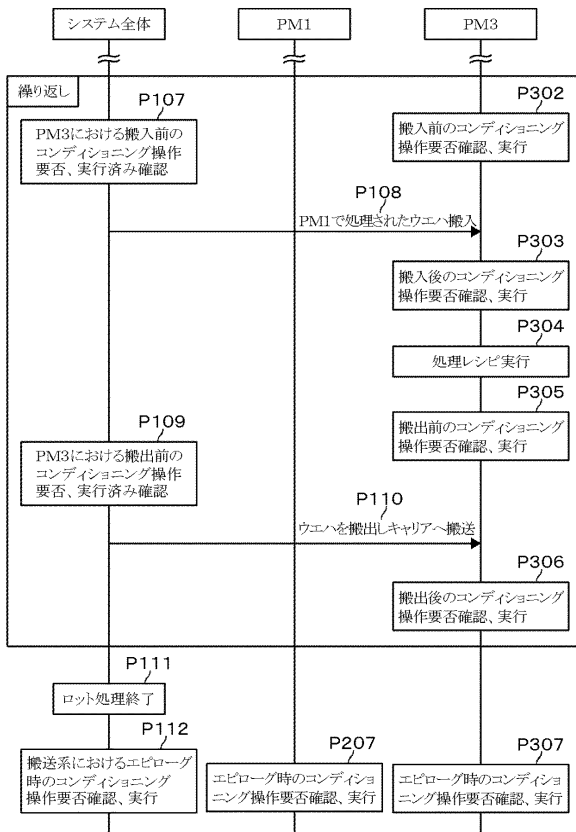 システム全体
PM1
PM3
繰り返し
P107
PM3における搬入前の
コンディショニング操作
要否、実行済み確認
P302
搬入前のコンディショニング
操作要否確認、実行
P108
PM1で処理されたウエハ搬入
P303
搬入後のコンディショニング
操作要否確認、実行
P304
処理レシピ実行
P305
搬出前のコンディショニング
操作要否確認、実行
P109
PM3における搬出前の
コンディショニング操作
要否、実行済み確認
P110
ウエハを搬出しキャリアへ搬送
P306
搬出後のコンディショニング
操作要否確認、実行
P111
ロット処理終了
P112
搬送系におけるエピローグ
時のコンディショニング
操作要否確認、実行
P207
エピローグ時のコンディショ
ニング操作要否確認、実行
P307
エピローグ時のコンディショ
ニング操作要否確認、実行